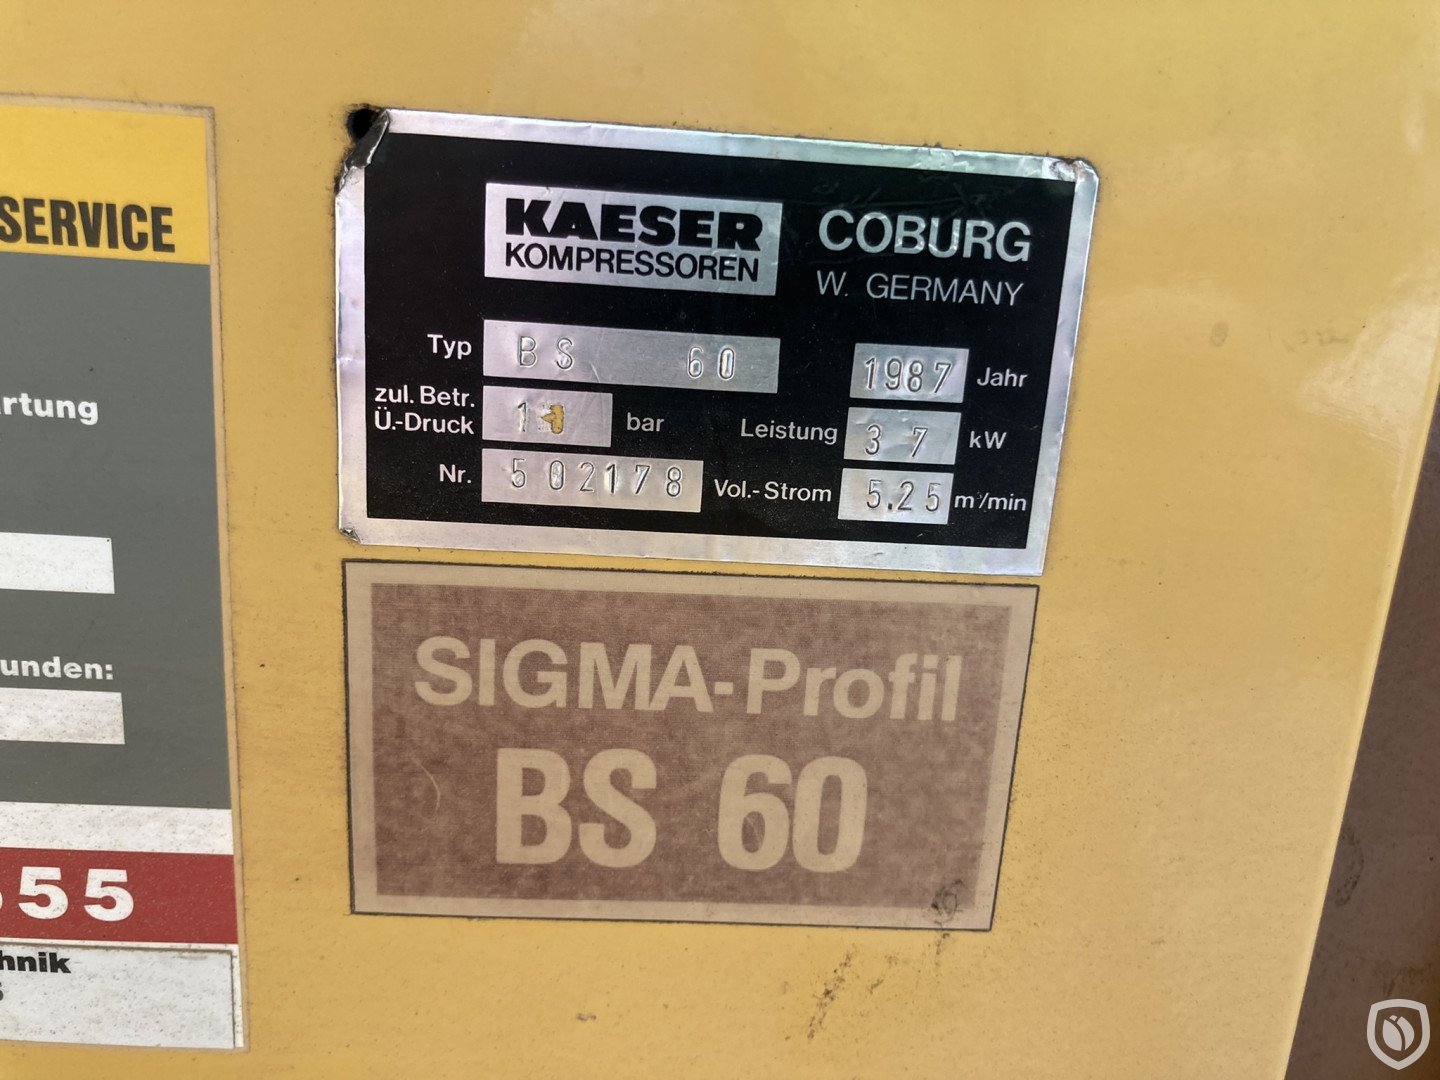 SERVICE
rtung
unden:
555
hnik
KAESER
KOMPRESSOREN
COBURG
W. GERMANY
Typ BS 60 1987 Jahr
zul. Betr.
Ü.-Druck bar Leistung 37 kW
Nr. 502178 Vol.-Strom 5.25 m³/min
SIGMA-Profil
BS 60